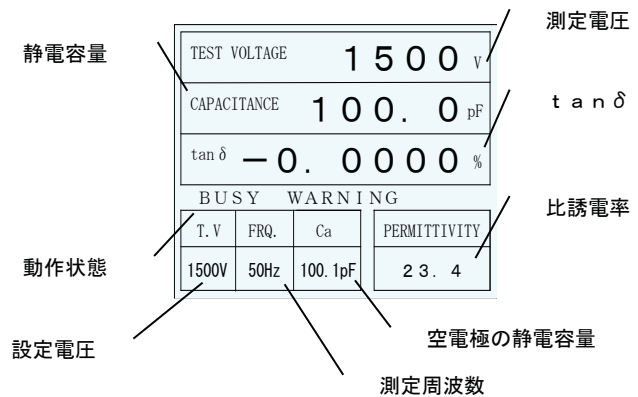 測定電圧
静電容量
TEST VOLTAGE 1500 V
CAPACITANCE 100. 0 pF
tanδ
tanδ −0. 0000 %
BUSY WARNING
比誘電率
T.V FRQ. Ca PERMITTIVITY
動作状態
1500V 50Hz 100.1pF 23. 4
設定電圧
空電極の静電容量
測定周波数